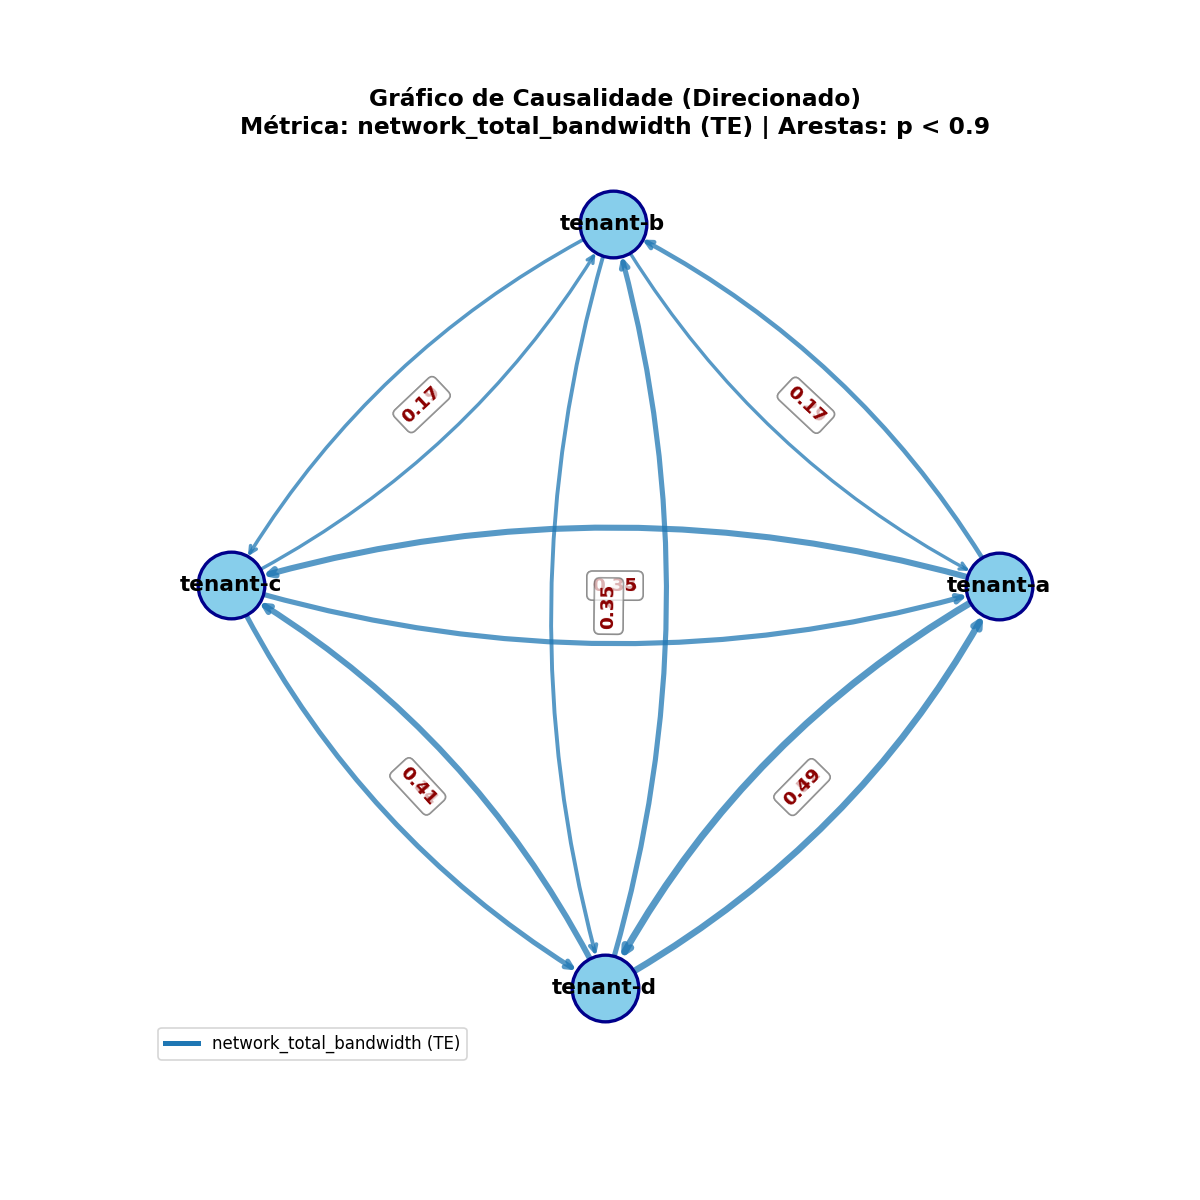 Gráfico de Causalidade (Direcionado)
Métrica: network_total_bandwidth (TE) | Arestas: p < 0.9
tenant-b
0.17
0.17
tenant-c
0.35
tenant-a
0.35
0.41
0.49
tenant-d
network_total_bandwidth (TE)